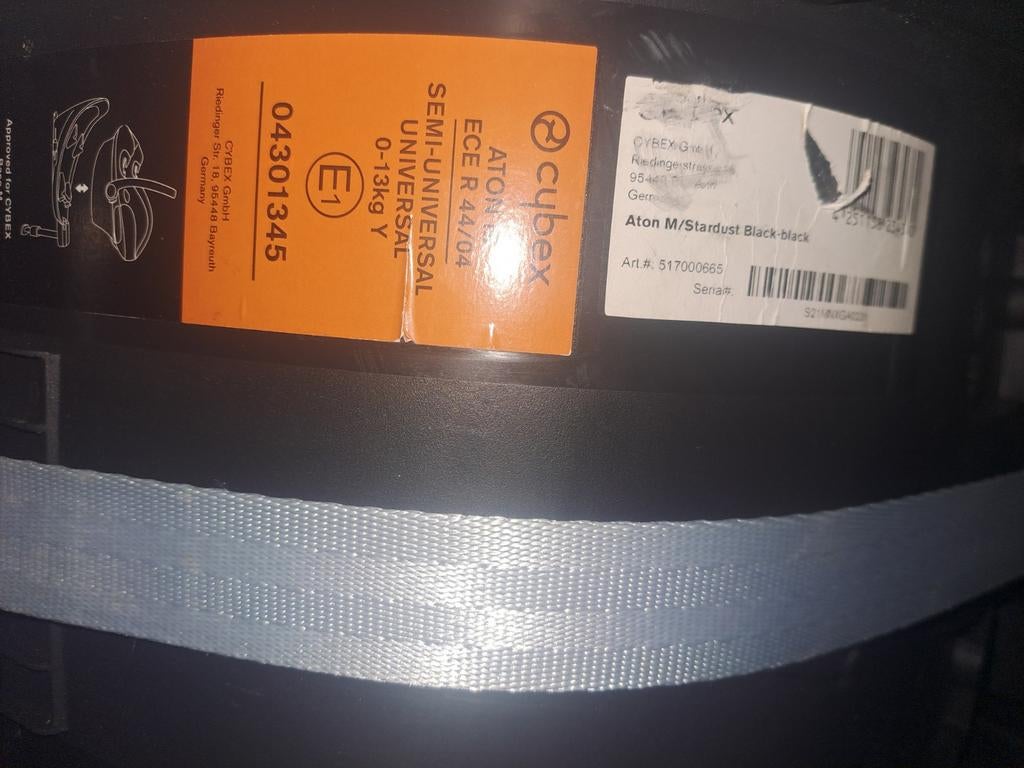 cybex
ATON
ECE R 44/04
SEMI-UNIVERSAL
UNIVERSAL
0-13kg Y
E1
04301345
CYBEX GmbH
Riedinger Str. 18, 95448 Bayreuth
Germany
Approved for CYBEX
CYBEX GmbH,
Aton M/Stardust Black-black
Art.#: 517000665
Serial#: